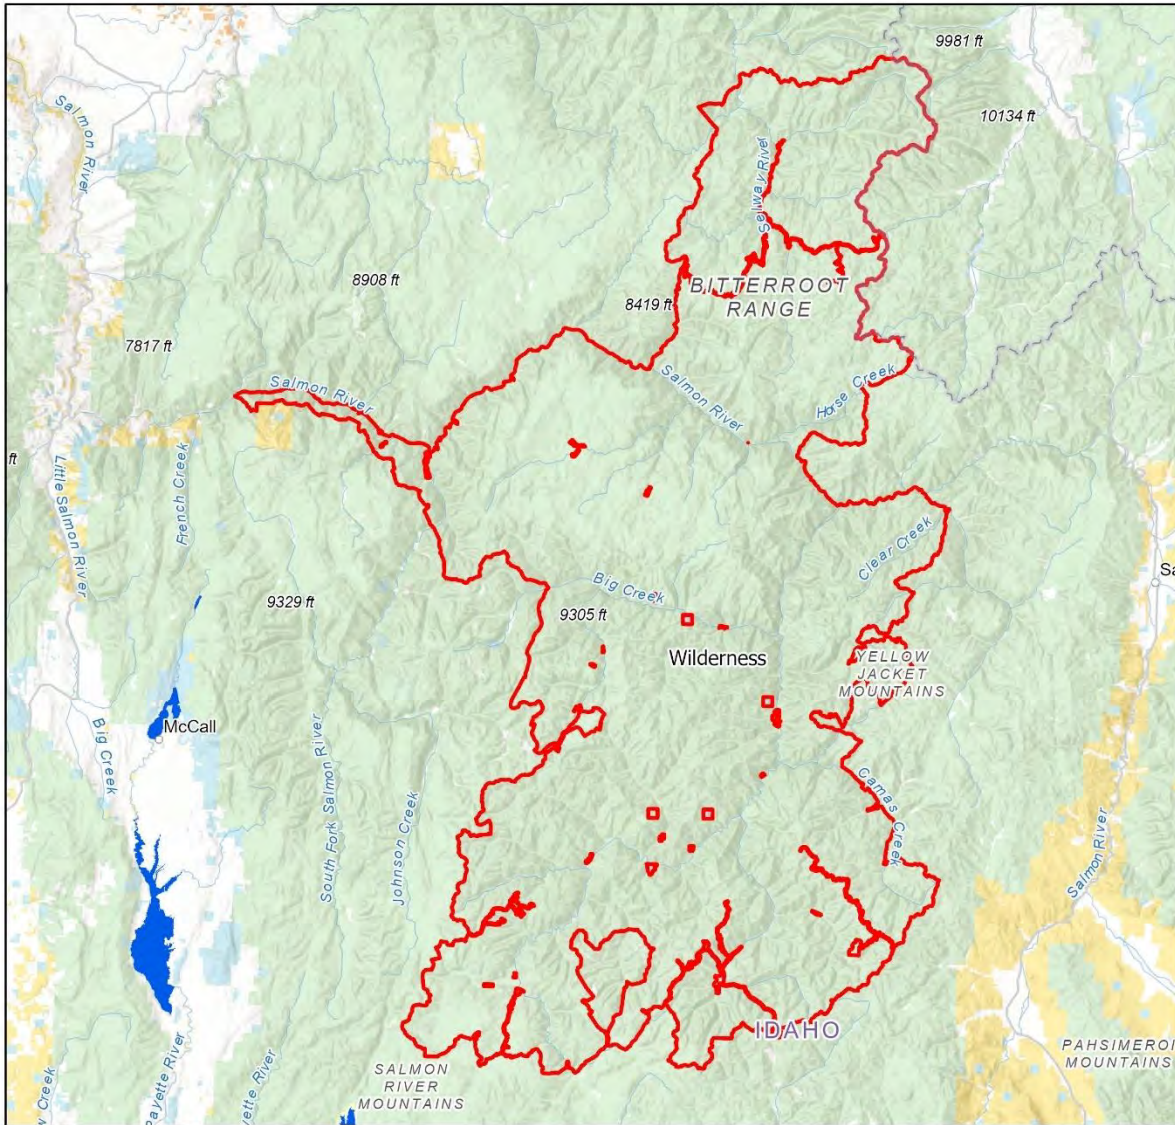 9981 ft
Salmon River
10134 ft
Selway River
8908 ft
BITTERROOT
RANGE
8419 ft
7817 ft
Salmon River
Salmon River
Horse Creek
ft
Little Salmon River
French Creek
Clear Creek
Big Creek
9329 ft
9305 ft
Sa
Wilderness
YELLOW
JACKET
MOUNTAINS
McCall
Big Creek
South Fork Salmon River
Johnson Creek
Camas Creek
Salmon River
IDAHO
SALMON
RIVER
MOUNTAINS
PAHSIMEROI
MOUNTAINS
w Creek
Payette River
yette River